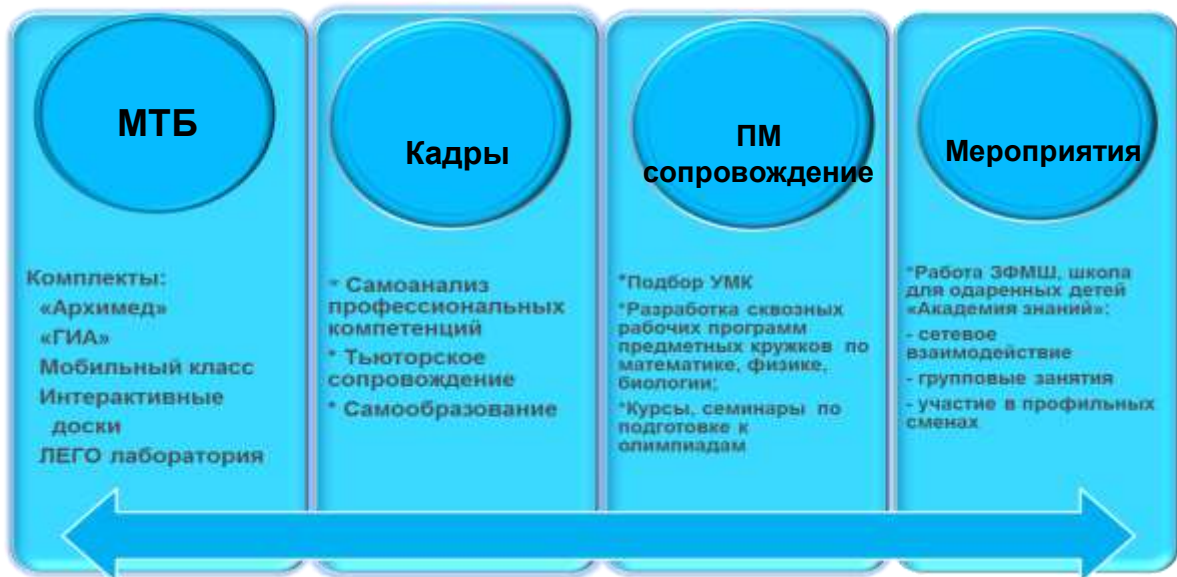 МТБ
Комплекты:
«Архимед»
«ГИА»
Мобильный класс
Интерактивные
доски
ЛЕГО лаборатория
Кадры
* Самоанализ
профессиональных
компетенций
* Тьюторское
сопровождение
* Самообразование
ПМ
сопровождение
*Подбор УМК
*Разработка сквозных
рабочих программ
предметных кружков по
математике, физике,
биологии;
*Курсы, семинары по
подготовке к
олимпиадам
Мероприятия
*Работа ЗФМШ, школа
для одаренных детей
«Академия знаний»:
- сетевое
взаимодействие
- групповые занятия
- участие в профильных
сменах